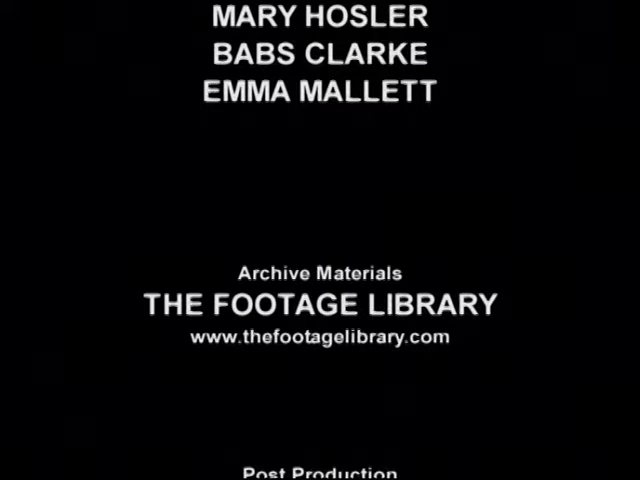 MARY HOSLER
BABS CLARKE
EMMA MALLETT
Archive Materials
THE FOOTAGE LIBRARY
www.thefootagelibrary.com
Post Production